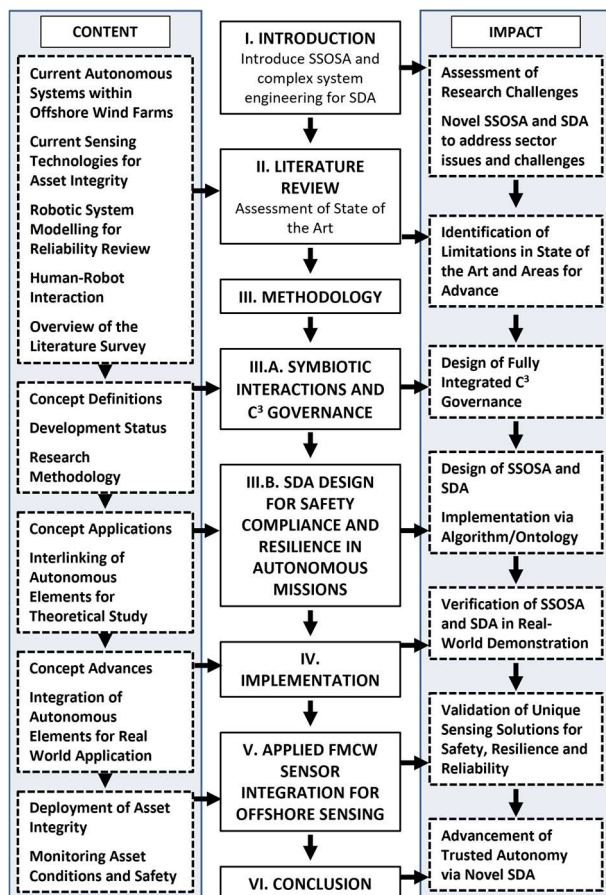 CONTENT
Current Autonomous
Systems within
Offshore Wind Farms
Current Sensing
Technologies for
Asset Integrity
Robotic System
Modelling for
Reliability Review
Human-Robot
Interaction
Overview of the
Literature Survey
Concept Definitions
Development Status
Research
Methodology
Concept Applications
Interlinking of
Autonomous
Elements for
Theoretical Study
Concept Advances
Integration of
Autonomous
Elements for Real
World Application
Deployment of Asset
Integrity
Monitoring Asset
Conditions and Safety
I. INTRODUCTION
Introduce SSOSA and
complex system
engineering for SDA
II. LITERATURE
REVIEW
Assessment of State of
the Art
III. METHODOLOGY
III.A. SYMBIOTIC
INTERACTIONS AND
C³ GOVERNANCE
III.B. SDA DESIGN
FOR SAFETY
COMPLIANCE AND
RESILIENCE IN
AUTONOMOUS
MISSIONS
IV.
IMPLEMENTATION
V. APPLIED FMCW
SENSOR
INTEGRATION FOR
OFFSHORE SENSING
VI. CONCLUSION
IMPACT
Assessment of
Research Challenges
Novel SSOSA and SDA
to address sector
issues and challenges
Identification of
Limitations in State of
the Art and Areas for
Advance
Design of Fully
Integrated C³
Governance
Design of SSOSA and
SDA
Implementation via
Algorithm/Ontology
Verification of SSOSA
and SDA in Real-
World Demonstration
Validation of Unique
Sensing Solutions for
Safety, Resilience and
Reliability
Advancement of
Trusted Autonomy
via Novel SDA